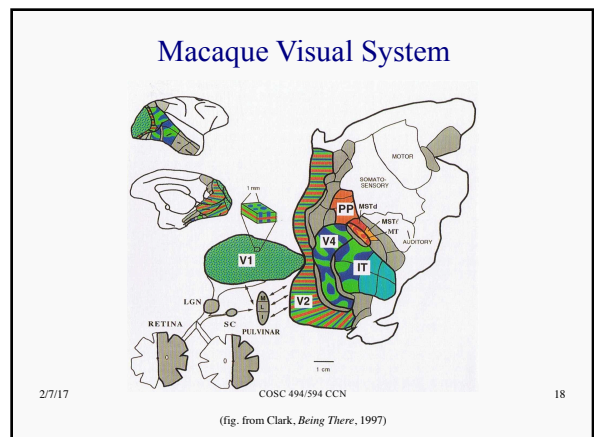 Macaque Visual System
MOTOR
SOMATO-
SENSORY
1 mm
PP
MSTd
MSTl
MT
AUDITORY
V4
V1
IT
LGN
M
L
I
V2
RETINA
SC
PULVINAR
1 cm
2/7/17
COSC 494/594 CCN
18
(fig. from Clark, Being There, 1997)